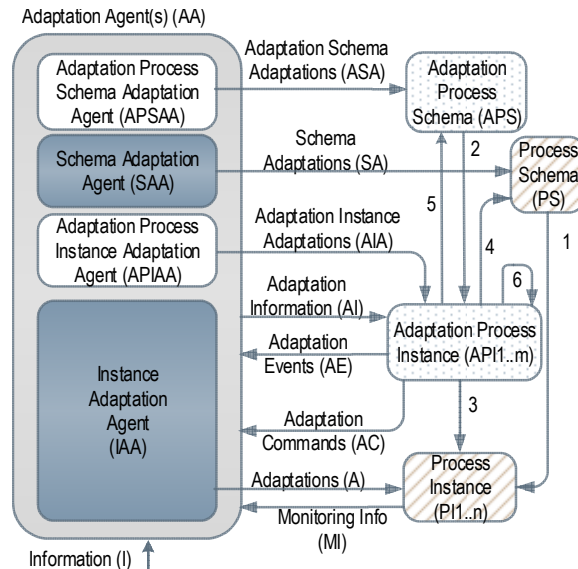 Adaptation Agent(s) (AA)
Adaptation Process
Schema Adaptation
Agent (APSAA)
Schema Adaptation
Agent (SAA)
Adaptation Process
Instance Adaptation
Agent (APIAA)
Instance
Adaptation
Agent
(IAA)
Information (I)
Adaptation Schema
Adaptations (ASA)
Schema
Adaptations (SA)
Adaptation Instance
Adaptations (AIA)
Adaptation
Information (AI)
Adaptation
Events (AE)
Adaptation
Commands (AC)
Adaptations (A)
Monitoring Info
(MI)
Adaptation
Process
Schema (APS)
2
Process
Schema
(PS)
5
4
1
6
Adaptation Process
Instance (API1..m)
3
Process
Instance
(PI1..n)